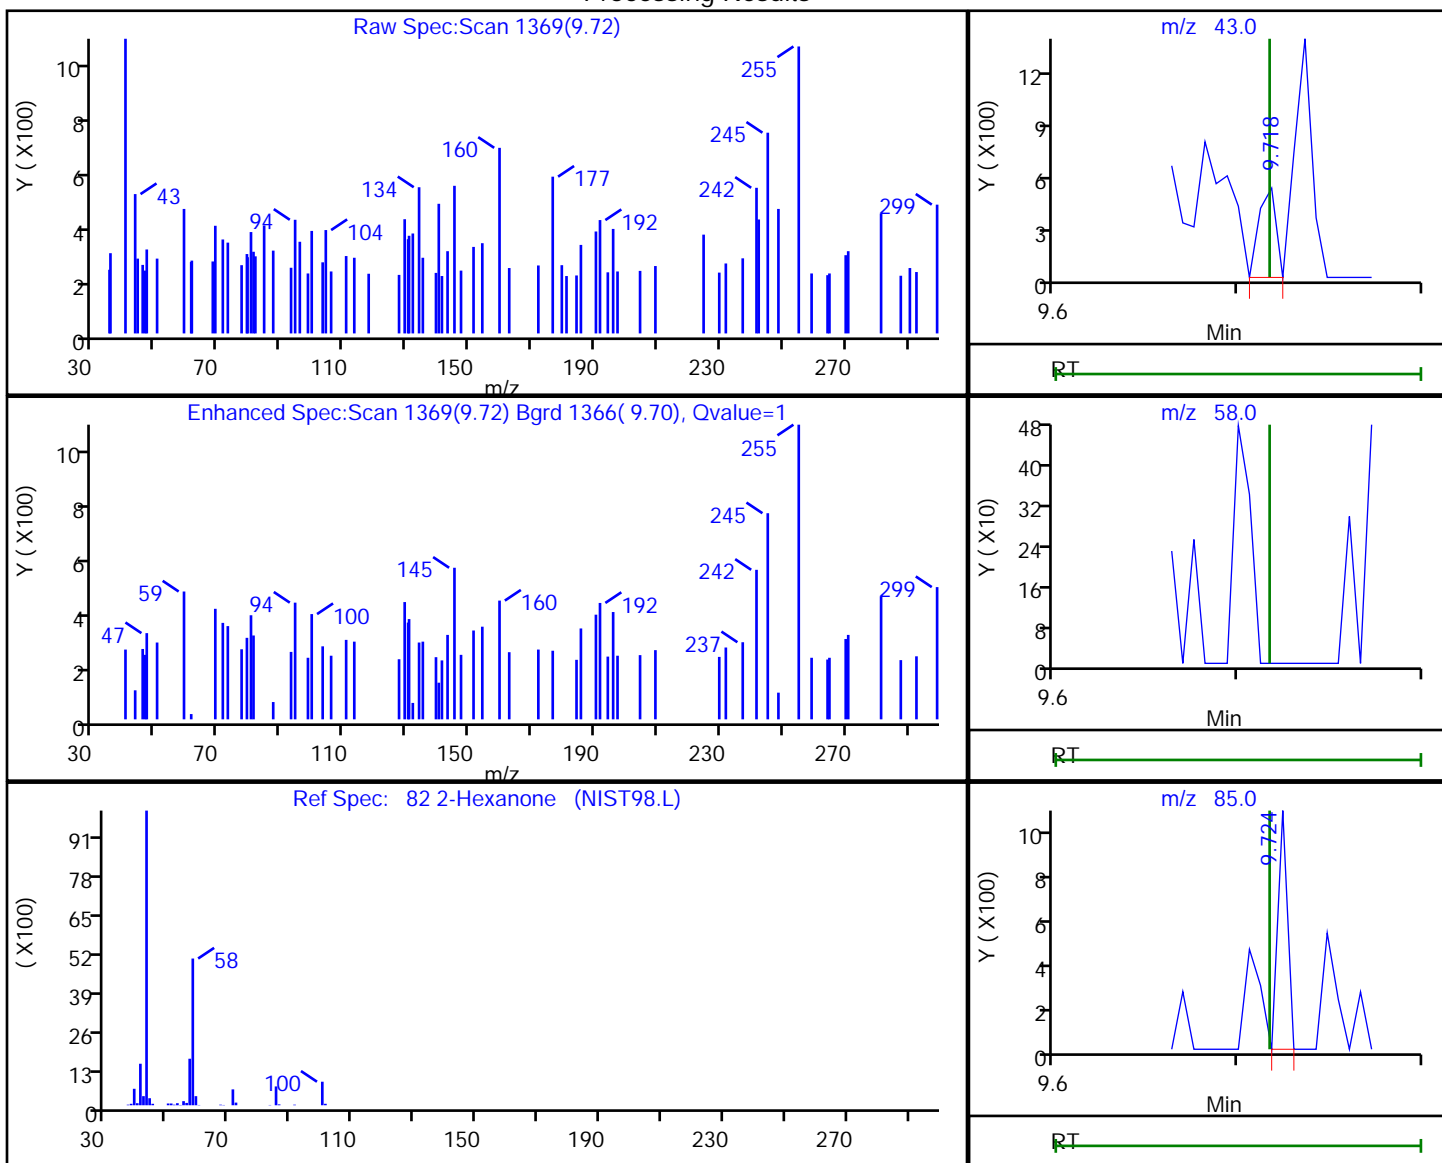 Processing Results
Raw Spec:Scan 1369(9.72)
Y ( X100)
10
8
6
4
2
0
43
94
104
134
160
177
192
242
245
255
299
30 70 110 150 190 230 270
m/z
m/z 43.0
Y ( X100)
12
9
6
3
0
9.718
9.6
Min
RT
Enhanced Spec:Scan 1369(9.72) Bgrd 1366( 9.70), Qvalue=1
Y ( X100)
10
8
6
4
2
0
47
59
94
100
145
160
192
237
242
245
255
299
30 70 110 150 190 230 270
m/z
m/z 58.0
Y ( X10)
48
40
32
24
16
8
0
9.6
Min
RT
Ref Spec: 82 2-Hexanone (NIST98.L)
( X100)
91
78
65
52
39
26
13
0
58
100
30 70 110 150 190 230 270
m/z 85.0
Y ( X100)
10
8
6
4
2
0
9.724
9.6
Min
RT